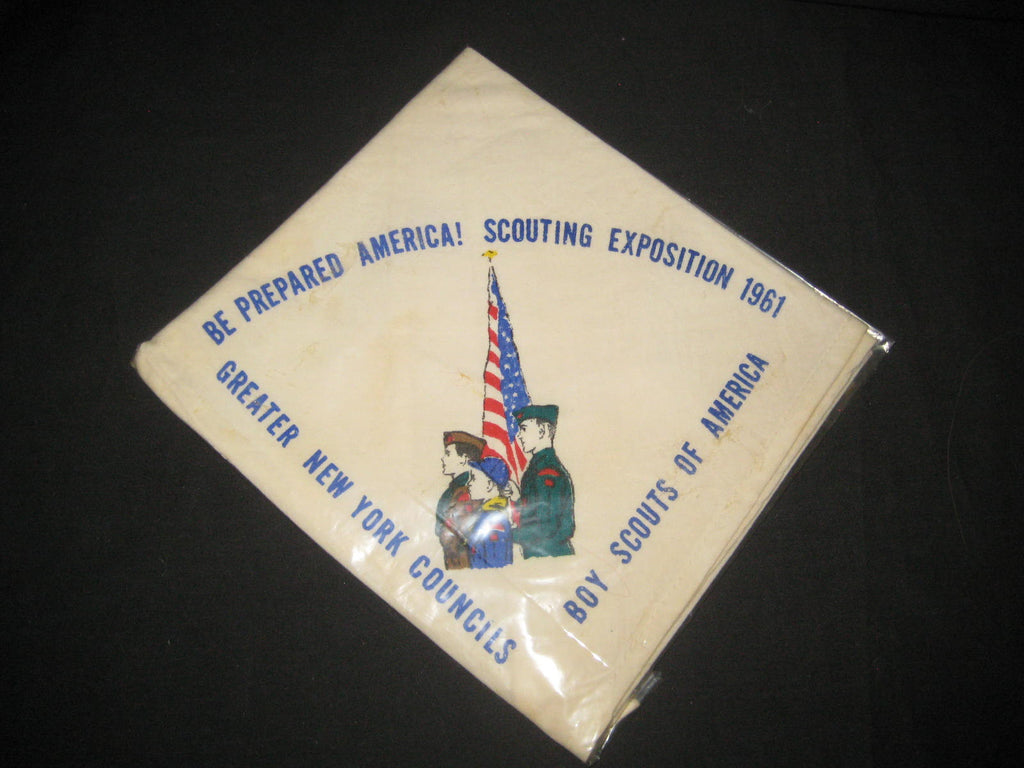 BE PREPARED AMERICA! SCOUTING EXPOSITION 1961
GREATER NEW YORK COUNCILS
BOY SCOUTS OF AMERICA